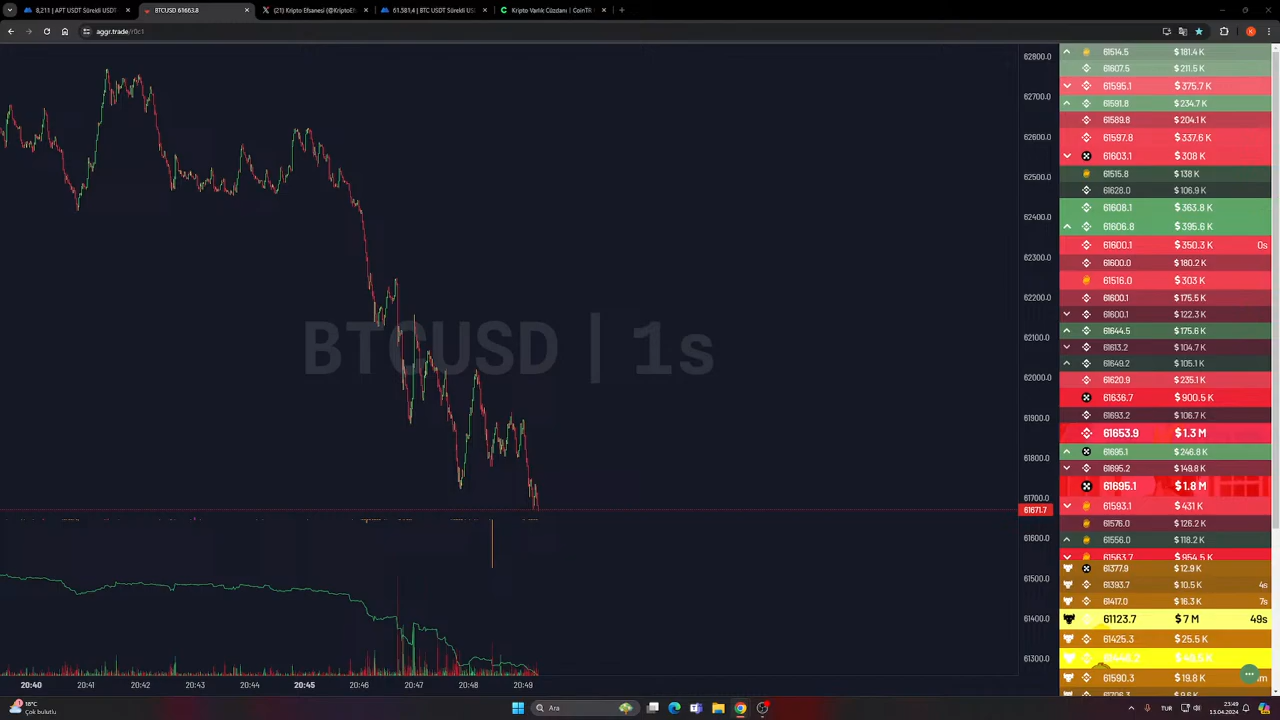 8,211 | APT USDT Sürekli US
BTCUSD 61663.8
(21) Kripto Efsanesi (@KriptoEf
61.581,4 | BTC USDT Sürekli US
Kripto Varlık Cüzdanı | CoinTR
aggr.trade/r0c1
BTCUSD | 1s
62800.0
62700.0
62600.0
62500.0
62400.0
62300.0
62200.0
62100.0
62000.0
61900.0
61800.0
61700.0
61671.7
61600.0
61500.0
61400.0
61300.0
20:40 20:41 20:42 20:43 20:44 20:45 20:46 20:47 20:48 20:49
61514.5 $181.4 K
61607.5 $211.5 K
61595.1 $375.7 K
61591.8 $234.7 K
61589.8 $204.1 K
61597.8 $337.6 K
61603.1 $308 K
61515.8 $138 K
61628.0 $106.9 K
61608.1 $363.8 K
61606.8 $395.6 K
61600.1 $350.3 K 0s
61600.0 $180.2 K
61516.0 $303 K
61600.1 $175.5 K
61600.1 $122.3 K
61644.5 $175.6 K
61613.2 $104.7 K
61649.2 $105.1 K
61620.9 $235.1 K
61636.7 $900.5 K
61693.2 $106.7 K
61653.9 $1.3 M
61695.1 $246.8 K
61695.2 $149.8 K
61695.1 $1.8 M
61593.1 $431 K
61576.0 $126.2 K
61556.0 $118.2 K
61563.7 $954.5 K
61377.9 $12.9 K
61393.7 $10.5 K 4s
61417.0 $16.3 K 7s
61123.7 $7 M 49s
61425.3 $25.5 K
61590.3 $19.8 K
18°C
Çok bulutlu
Ara
TUR
23:49
13.04.2024